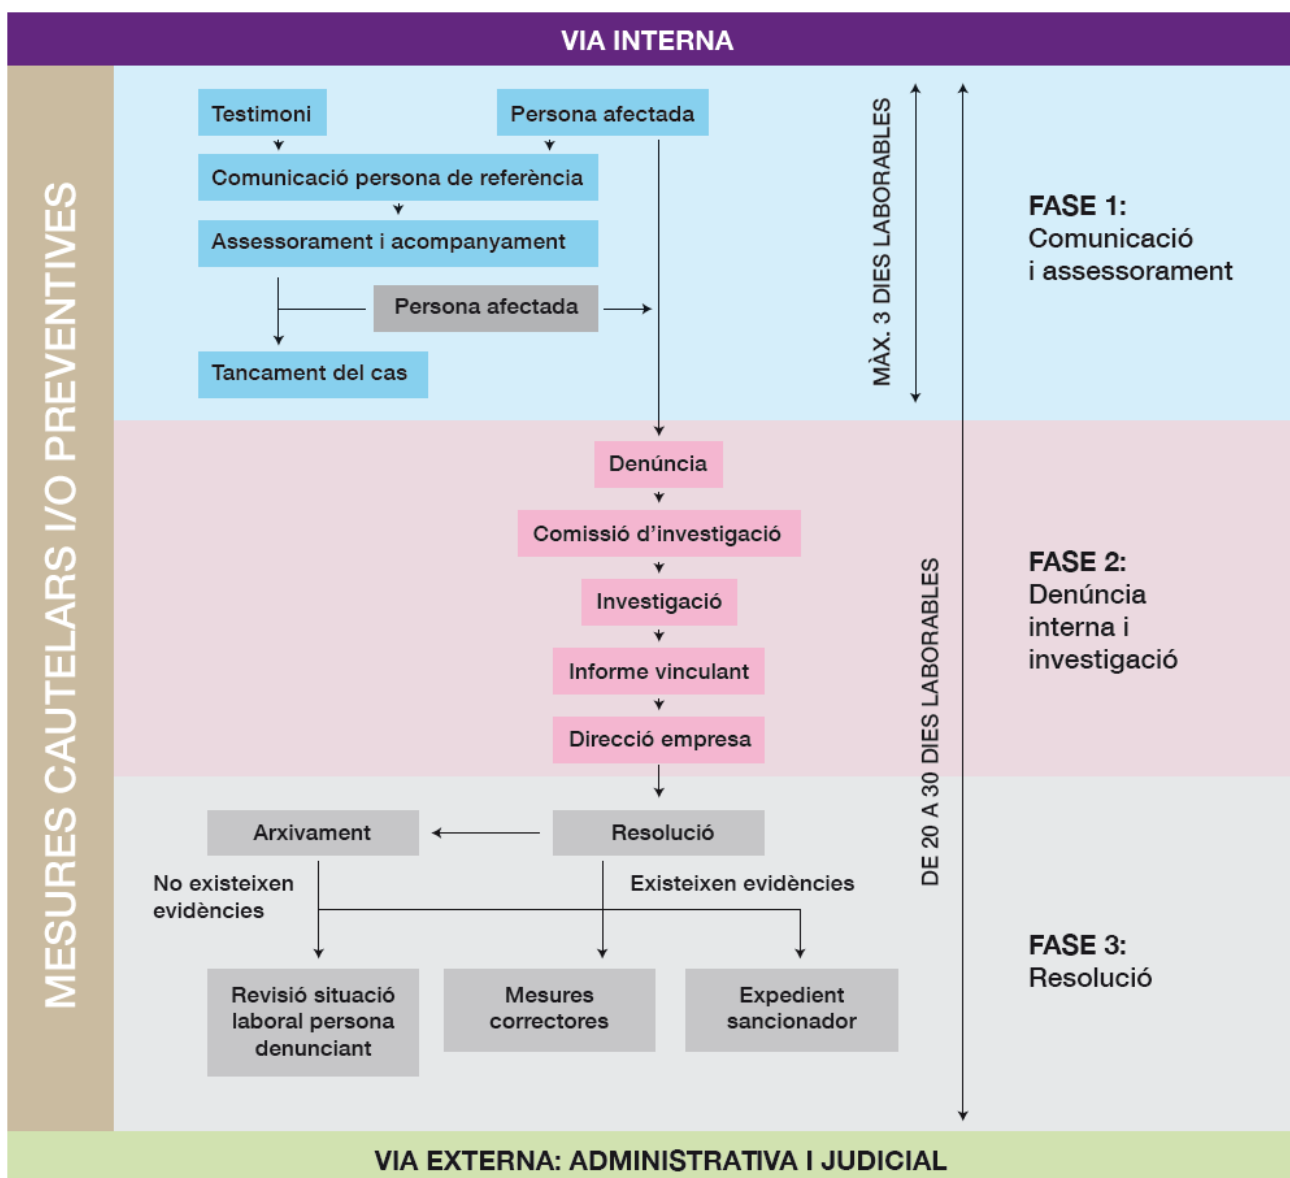 VIA INTERNA
MESURES CAUTELARS I/O PREVENTIVES
Testimoni
Persona afectada
Comunicació persona de referència
Assessorament i acompanyament
Persona afectada
Tancament del cas
MÀX. 3 DIES LABORABLES
FASE 1:
Comunicació
i assessorament
Denúncia
Comissió d’investigació
Investigació
Informe vinculant
Direcció empresa
DE 20 A 30 DIES LABORABLES
FASE 2:
Denúncia
interna i
investigació
Arxivament
Resolució
No existeixen
evidències
Existeixen evidències
Revisió situació
laboral persona
denunciant
Mesures
correctores
Expedient
sancionador
FASE 3:
Resolució
VIA EXTERNA: ADMINISTRATIVA I JUDICIAL